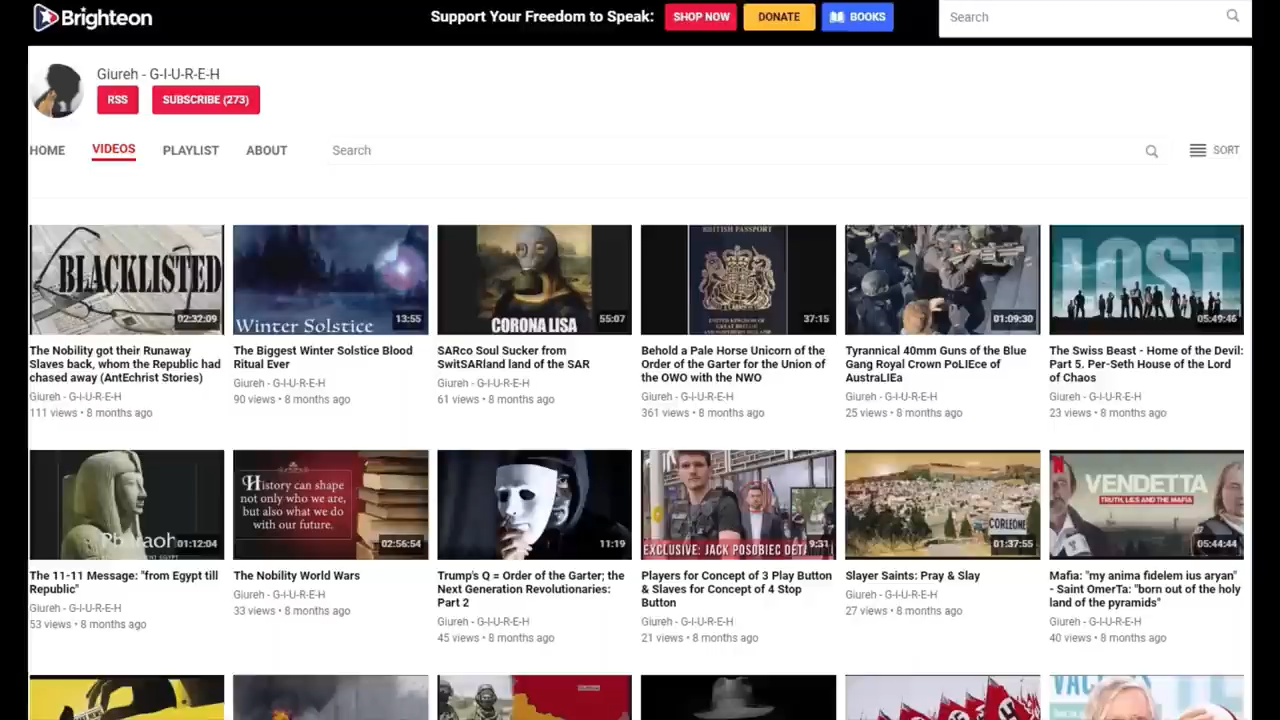 Brighteon
Support Your Freedom to Speak:
SHOP NOW
DONATE
BOOKS
Search
Giureh - G-I-U-R-E-H
RSS
SUBSCRIBE (273)
HOME
VIDEOS
PLAYLIST
ABOUT
Search
SORT
BLACKLISTED
02:32:09
The Nobility got their Runaway
Slaves back, whom the Republic had
chased away (AntEchrist Stories)
Giureh - G-I-U-R-E-H
111 views • 8 months ago
Winter Solstice
13:55
The Biggest Winter Solstice Blood
Ritual Ever
Giureh - G-I-U-R-E-H
90 views • 8 months ago
CORONA LISA
55:07
SARco Soul Sucker from
SwitSARland land of the SAR
Giureh - G-I-U-R-E-H
61 views • 8 months ago
BRITISH PASSPORT
UNITED KINGDOM OF
GREAT BRITAIN
37:15
Behold a Pale Horse Unicorn of the
Order of the Garter for the Union of
the OWO with the NWO
Giureh - G-I-U-R-E-H
361 views • 8 months ago
01:09:30
Tyrannical 40mm Guns of the Blue
Gang Royal Crown PoLIEce of
AustraLIEa
Giureh - G-I-U-R-E-H
25 views • 8 months ago
LOST
05:49:46
The Swiss Beast - Home of the Devil:
Part 5. Per-Seth House of the Lord
of Chaos
Giureh - G-I-U-R-E-H
23 views • 8 months ago
Pharaoh
01:12:04
The 11-11 Message: "from Egypt till
Republic"
Giureh - G-I-U-R-E-H
53 views • 8 months ago
History can shape
not only who we are,
but also what we do
with our future.
02:56:54
The Nobility World Wars
Giureh - G-I-U-R-E-H
33 views • 8 months ago
11:19
Trump's Q = Order of the Garter; the
Next Generation Revolutionaries:
Part 2
Giureh - G-I-U-R-E-H
45 views • 8 months ago
EXCLUSIVE: JACK POSOBIEC
9:31
Players for Concept of 3 Play Button
& Slaves for Concept of 4 Stop
Button
Giureh - G-I-U-R-E-H
21 views • 8 months ago
CORLEONE
01:37:55
Slayer Saints: Pray & Slay
Giureh - G-I-U-R-E-H
27 views • 8 months ago
VENDETTA
TRUTH, LIES AND THE MAFIA
05:44:44
Mafia: "my anima fidelem ius aryan"
- Saint OmerTa: "born out of the holy
land of the pyramids"
Giureh - G-I-U-R-E-H
40 views • 8 months ago